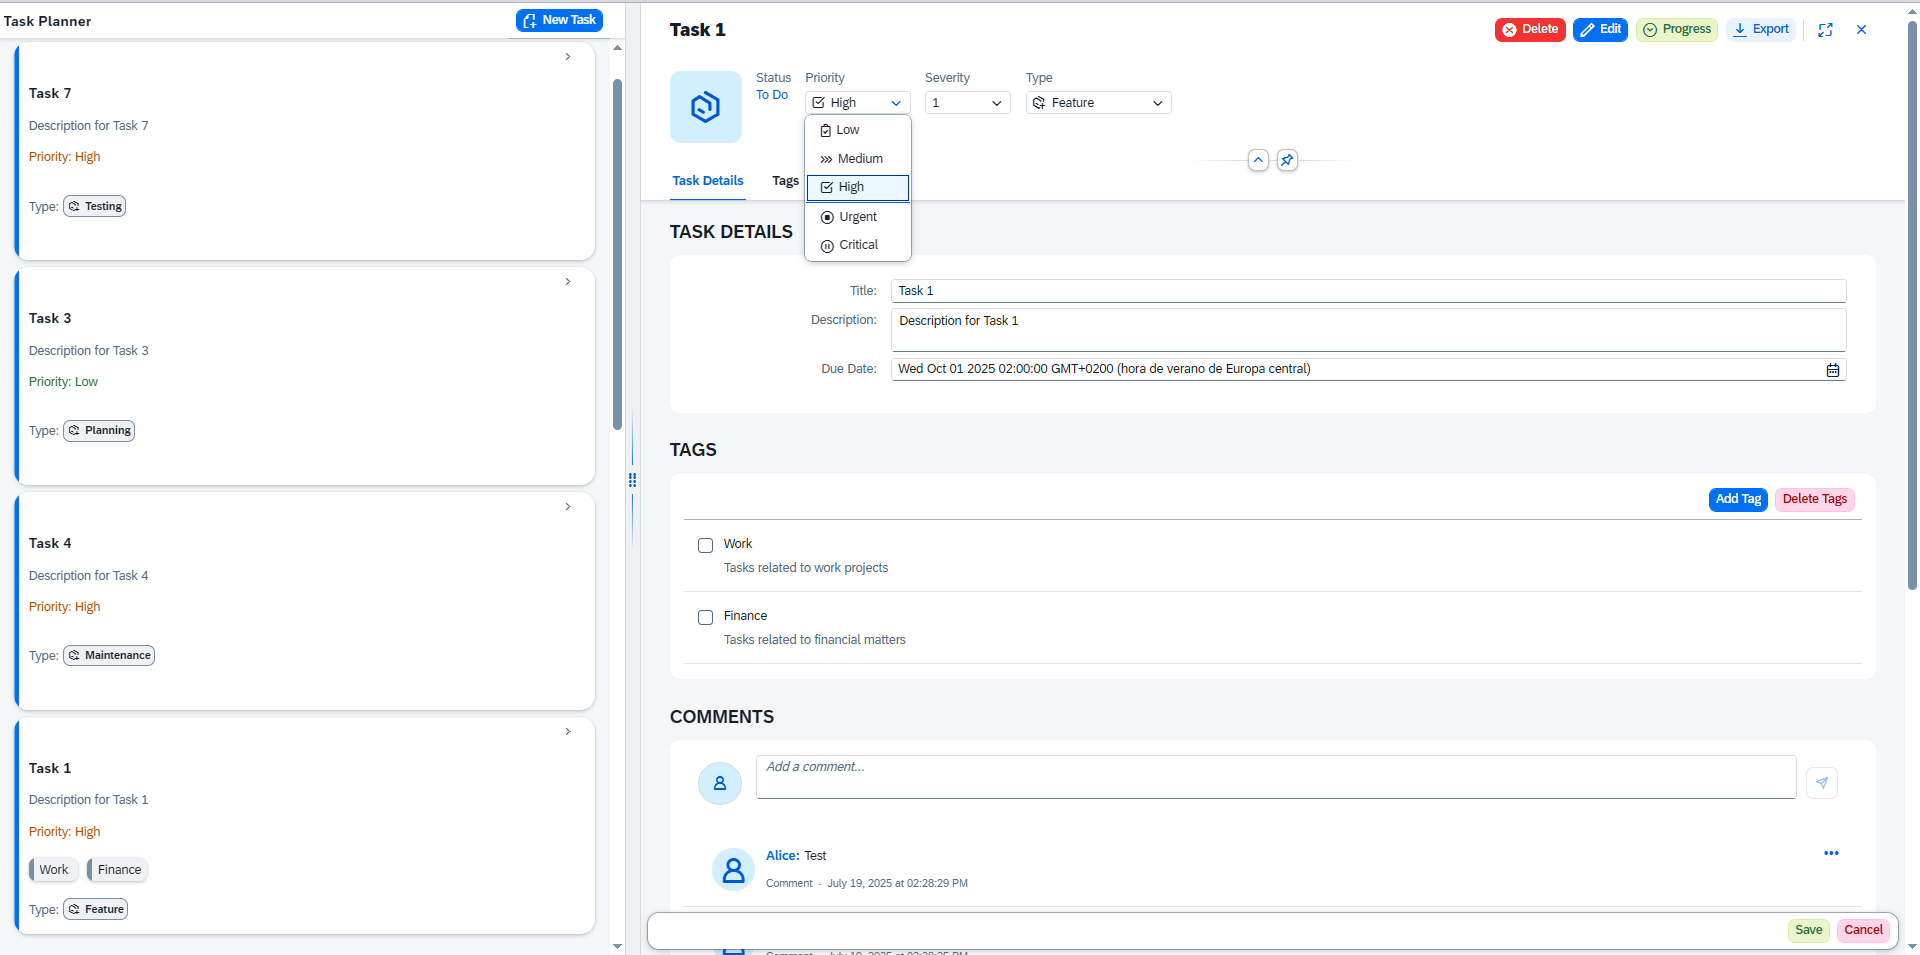 Task Planner
New Task
Task 7
Description for Task 7
Priority: High
Type: Testing
Task 3
Description for Task 3
Priority: Low
Type: Planning
Task 4
Description for Task 4
Priority: High
Type: Maintenance
Task 1
Description for Task 1
Priority: High
Work Finance
Type: Feature
Task 1
Delete Edit Progress Export
Status Priority Severity Type
To Do High 1 Feature
Low
Medium
High
Urgent
Critical
Task Details Tags
TASK DETAILS
Title: Task 1
Description: Description for Task 1
Due Date: Wed Oct 01 2025 02:00:00 GMT+0200 (hora de verano de Europa central)
TAGS
Add Tag Delete Tags
Work
Tasks related to work projects
Finance
Tasks related to financial matters
COMMENTS
Add a comment...
Alice: Test
Comment · July 19, 2025 at 02:28:29 PM
Save Cancel